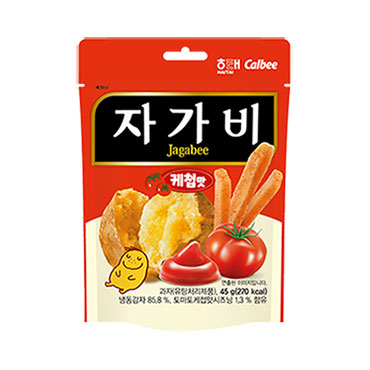 해태 Calbee
HAITAI
자가비
Jagabee
케첩맛
연출된 이미지입니다.
과자(유탕처리제품), 45 g(270 kcal)
냉동감자 85.8 %, 토마토케첩맛시즈닝 1.3 % 함유